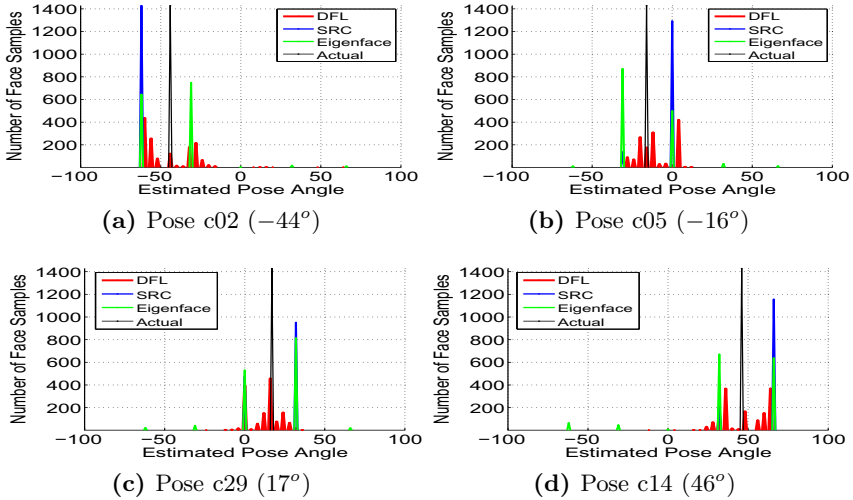 1400
1200
1000
800
600
400
200
Number of Face Samples
DFL
SRC
Eigenface
Actual
−100 −50 0 50 100
Estimated Pose Angle
(a) Pose c02 (−44°)
1400
1200
1000
800
600
400
200
Number of Face Samples
DFL
SRC
Eigenface
Actual
−100 −50 0 50 100
Estimated Pose Angle
(b) Pose c05 (−16°)
1400
1200
1000
800
600
400
200
Number of Face Samples
DFL
SRC
Eigenface
Actual
−100 −50 0 50 100
Estimated Pose Angle
(c) Pose c29 (17°)
1400
1200
1000
800
600
400
200
Number of Face Samples
DFL
SRC
Eigenface
Actual
−100 −50 0 50 100
Estimated Pose Angle
(d) Pose c14 (46°)